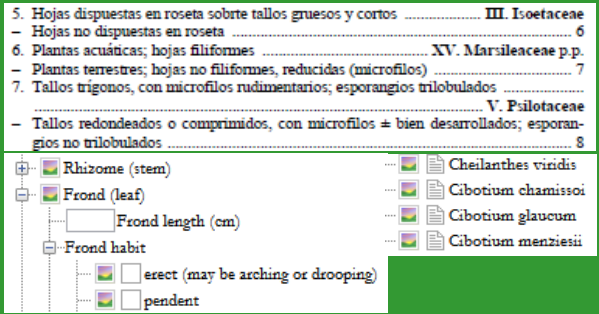 5. Hojas dispuestas en roseta sobrte tallos gruesos y cortos .................... III. Isoetaceae
– Hojas no dispuestas en roseta .................... 6
6. Plantas acuáticas; hojas filiformes .................... XV. Marsileaceae p.p.
– Plantas terrestres; hojas no filiformes, reducidas (microfilos) .................... 7
7. Tallos trígonos, con microfilos rudimentarios; esporangios trilobulados ....................
.................... V. Psilotaceae
– Tallos redondeados o comprimidos, con microfilos ± bien desarrollados; esporan-
gios no trilobulados .................... 8
Rhizome (stem)
Frond (leaf)
Frond length (cm)
Frond habit
erect (may be arching or drooping)
pendent
Cheilanthes viridis
Cibotium chamissoi
Cibotium glaucum
Cibotium menziesii